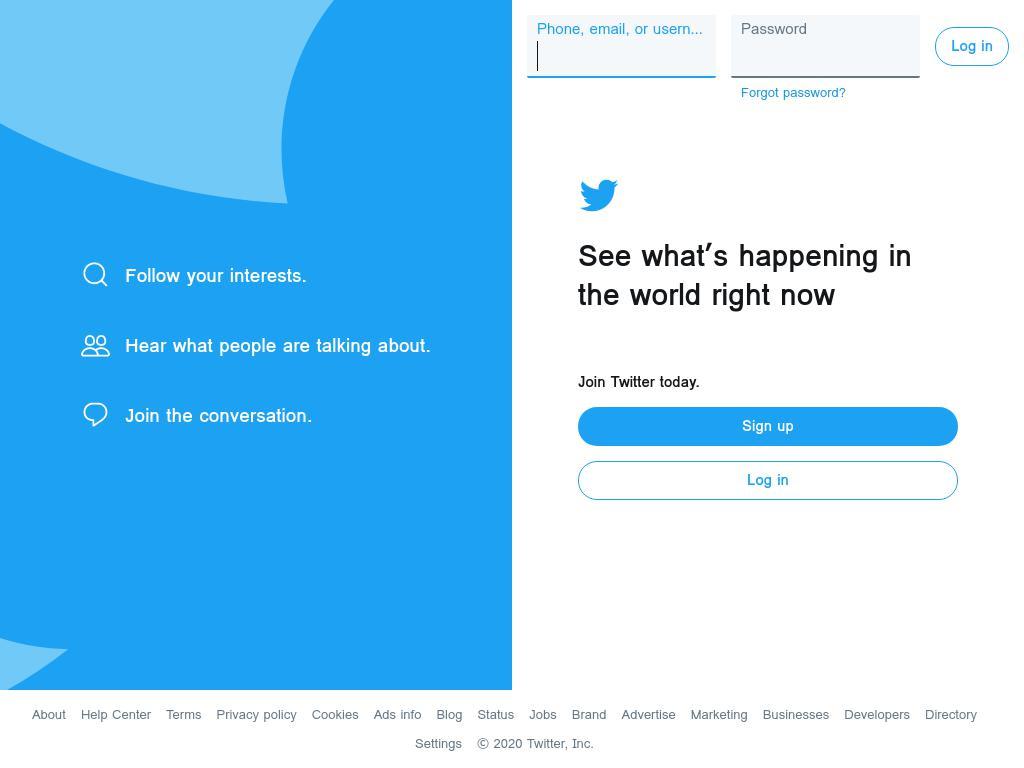 Phone, email, or usern...
Password
Log in
Forgot password?
Follow your interests.
Hear what people are talking about.
Join the conversation.
See what’s happening in
the world right now
Join Twitter today.
Sign up
Log in
About Help Center Terms Privacy policy Cookies Ads info Blog Status Jobs Brand Advertise Marketing Businesses Developers Directory
Settings © 2020 Twitter, Inc.